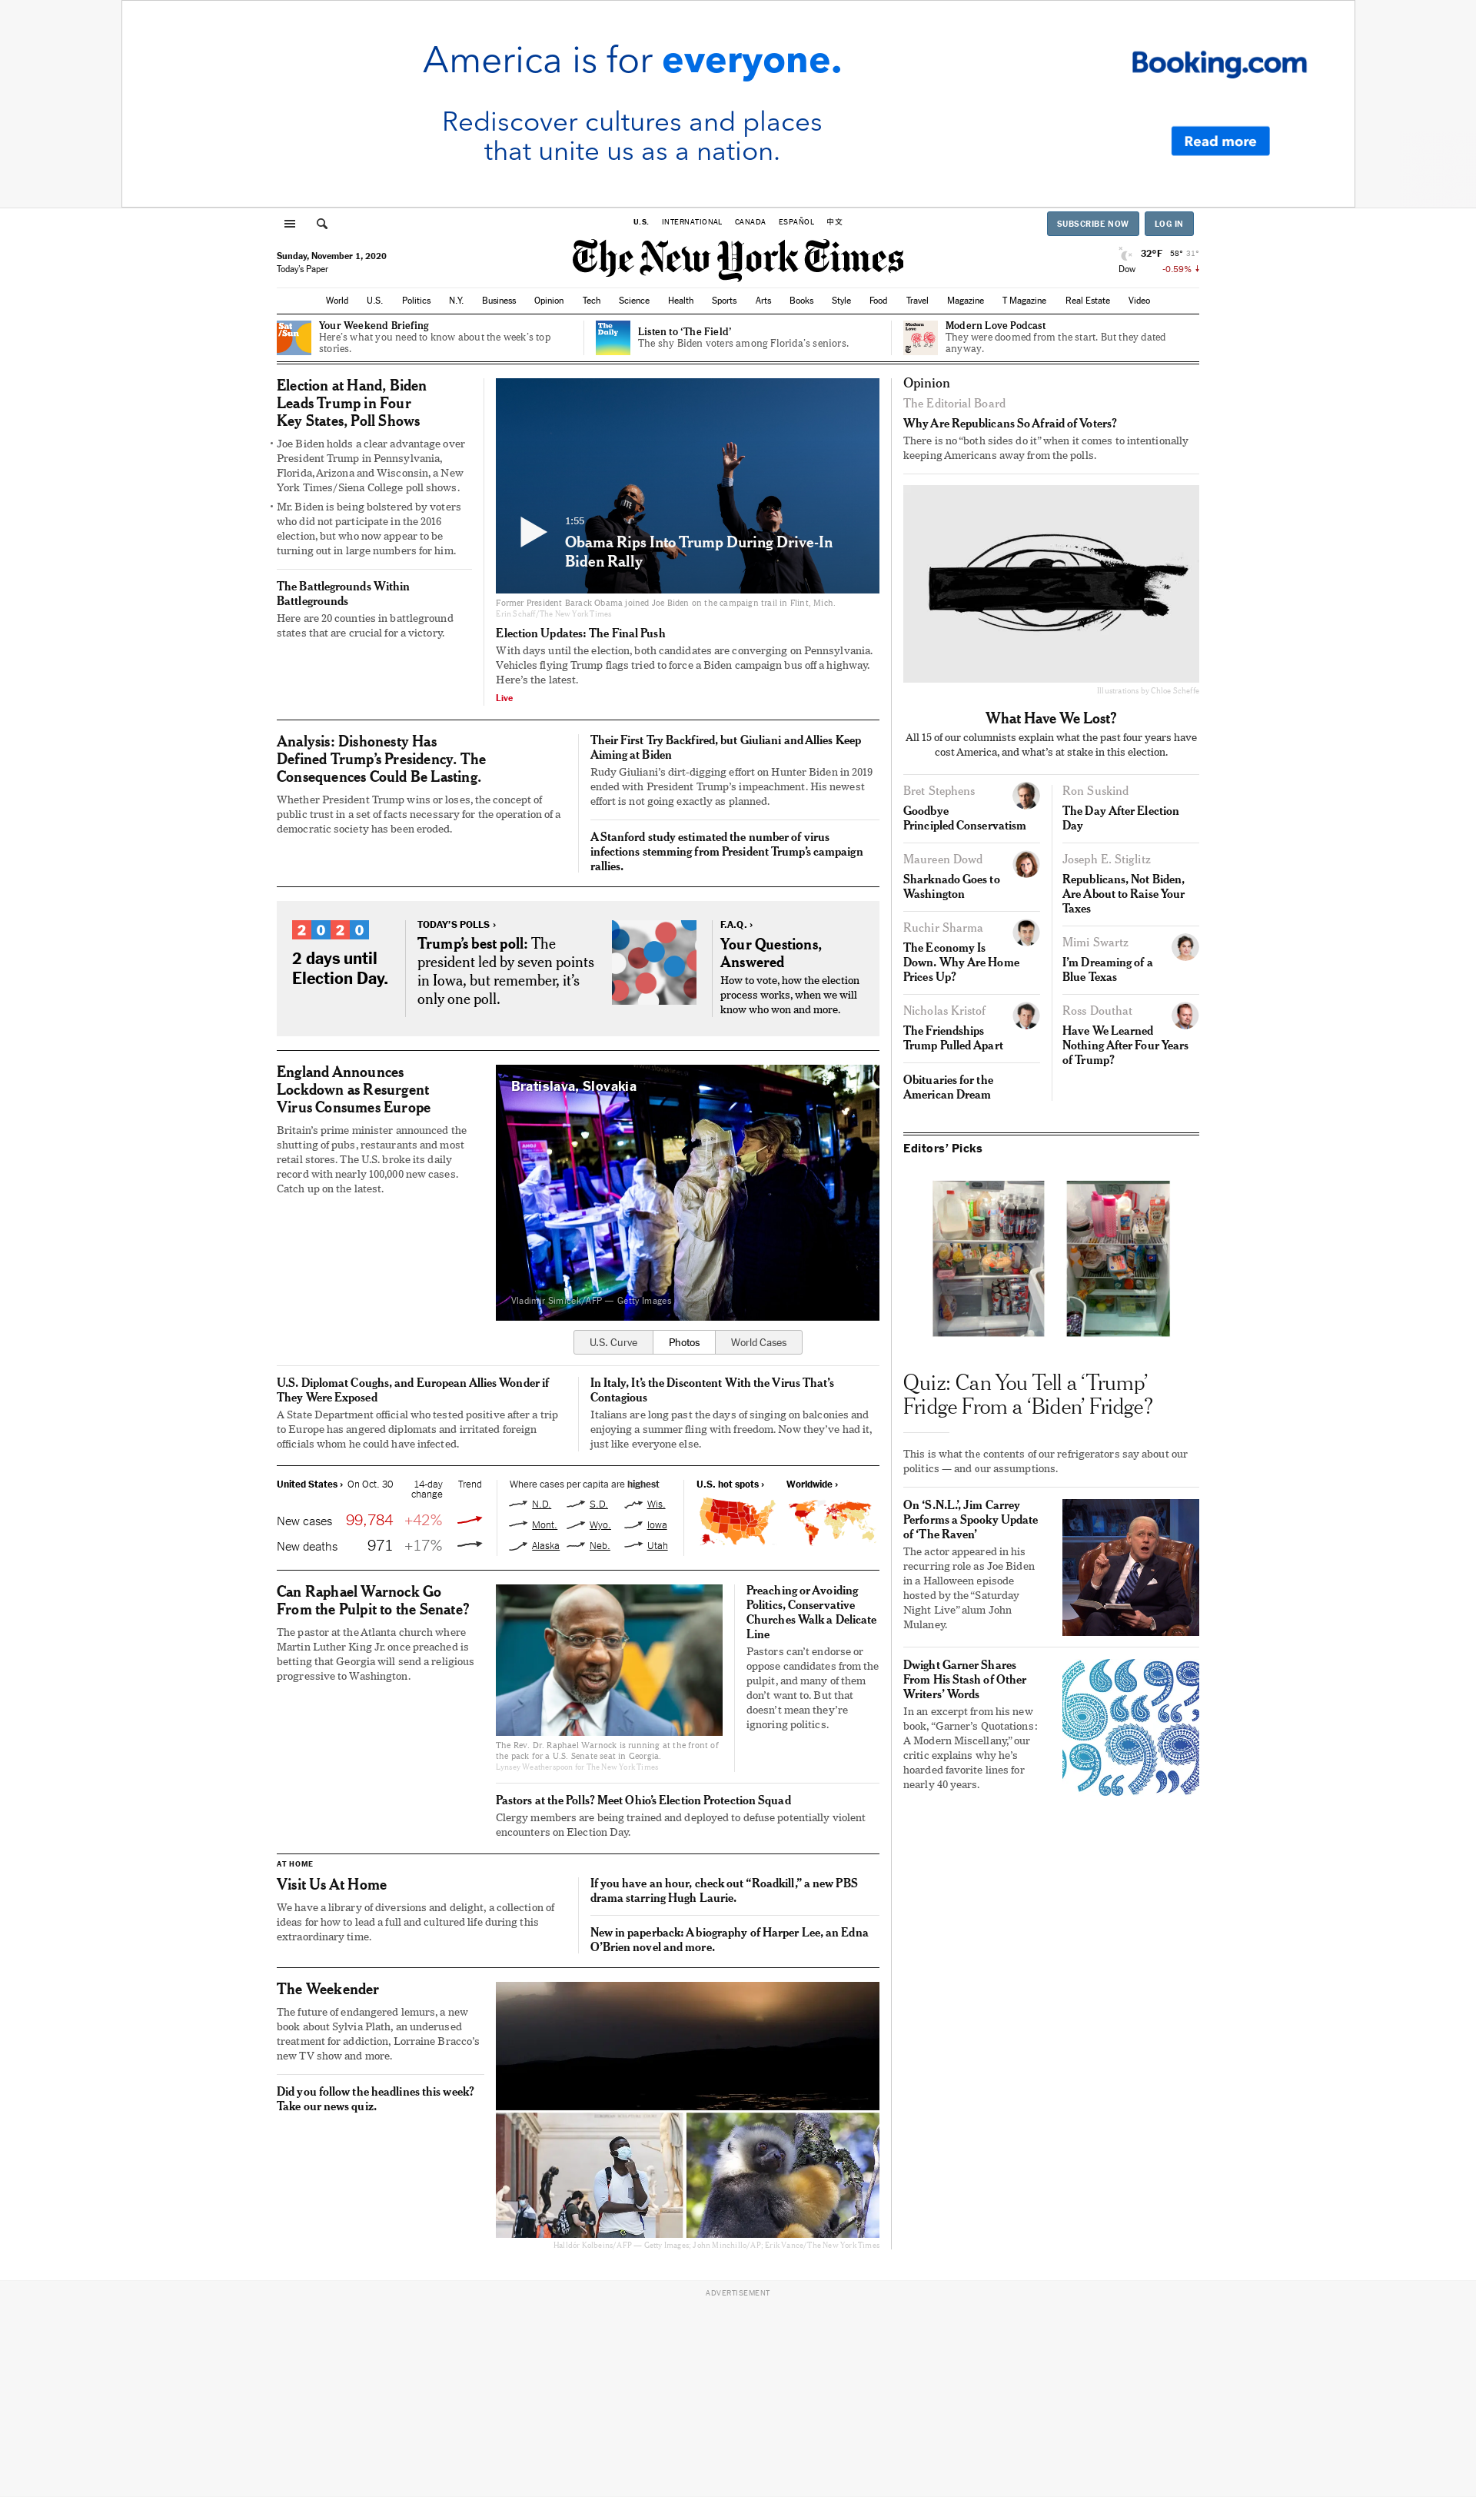 America is for everyone.
Booking.com
Rediscover cultures and places
that unite us as a nation.
Read more
U.S. INTERNATIONAL CANADA ESPAÑOL 中文
SUBSCRIBE NOW LOG IN
Sunday, November 1, 2020
Today's Paper
The New York Times
32°F 58° 31°
Dow -0.59%
World U.S. Politics N.Y. Business Opinion Tech Science Health Sports Arts Books Style Food Travel Magazine T Magazine Real Estate Video
Sat
/Sun
Your Weekend Briefing
Here's what you need to know about the week's top
stories.
The
Daily
Listen to ‘The Field’
The shy Biden voters among Florida's seniors.
Modern
Love
Modern Love Podcast
They were doomed from the start. But they dated
anyway.
Election at Hand, Biden
Leads Trump in Four
Key States, Poll Shows
• Joe Biden holds a clear advantage over
President Trump in Pennsylvania,
Florida, Arizona and Wisconsin, a New
York Times/Siena College poll shows.
• Mr. Biden is being bolstered by voters
who did not participate in the 2016
election, but who now appear to be
turning out in large numbers for him.
The Battlegrounds Within
Battlegrounds
Here are 20 counties in battleground
states that are crucial for a victory.
1:55
Obama Rips Into Trump During Drive-In
Biden Rally
Former President Barack Obama joined Joe Biden on the campaign trail in Flint, Mich.
Erin Schaff/The New York Times
Election Updates: The Final Push
With days until the election, both candidates are converging on Pennsylvania.
Vehicles flying Trump flags tried to force a Biden campaign bus off a highway.
Here's the latest.
Live
Analysis: Dishonesty Has
Defined Trump's Presidency. The
Consequences Could Be Lasting.
Whether President Trump wins or loses, the concept of
public trust in a set of facts necessary for the operation of a
democratic society has been eroded.
Their First Try Backfired, but Giuliani and Allies Keep
Aiming at Biden
Rudy Giuliani's dirt-digging effort on Hunter Biden in 2019
ended with President Trump's impeachment. His newest
effort is not going exactly as planned.
A Stanford study estimated the number of virus
infections stemming from President Trump's campaign
rallies.
2020
2 days until
Election Day.
TODAY'S POLLS ›
Trump's best poll: The
president led by seven points
in Iowa, but remember, it's
only one poll.
F.A.Q. ›
Your Questions,
Answered
How to vote, how the election
process works, when we will
know who won and more.
England Announces
Lockdown as Resurgent
Virus Consumes Europe
Britain's prime minister announced the
shutting of pubs, restaurants and most
retail stores. The U.S. broke its daily
record with nearly 100,000 new cases.
Catch up on the latest.
Bratislava, Slovakia
Vladimir Simicek/AFP — Getty Images
U.S. Curve Photos World Cases
U.S. Diplomat Coughs, and European Allies Wonder if
They Were Exposed
A State Department official who tested positive after a trip
to Europe has angered diplomats and irritated foreign
officials whom he could have infected.
In Italy, It's the Discontent With the Virus That's
Contagious
Italians are long past the days of singing on balconies and
enjoying a summer fling with freedom. Now they've had it,
just like everyone else.
United States › On Oct. 30 14-day
change Trend
New cases 99,784 +42%
New deaths 971 +17%
Where cases per capita are highest
N.D. S.D. Wis.
Mont. Wyo. Iowa
Alaska Neb. Utah
U.S. hot spots › Worldwide ›
Can Raphael Warnock Go
From the Pulpit to the Senate?
The pastor at the Atlanta church where
Martin Luther King Jr. once preached is
betting that Georgia will send a religious
progressive to Washington.
The Rev. Dr. Raphael Warnock is running at the front of
the pack for a U.S. Senate seat in Georgia.
Lynsey Weatherspoon for The New York Times
Preaching or Avoiding
Politics, Conservative
Churches Walk a Delicate
Line
Pastors can't endorse or
oppose candidates from the
pulpit, and many of them
don't want to. But that
doesn't mean they're
ignoring politics.
Pastors at the Polls? Meet Ohio's Election Protection Squad
Clergy members are being trained and deployed to defuse potentially violent
encounters on Election Day.
AT HOME
Visit Us At Home
We have a library of diversions and delight, a collection of
ideas for how to lead a full and cultured life during this
extraordinary time.
If you have an hour, check out “Roadkill,” a new PBS
drama starring Hugh Laurie.
New in paperback: A biography of Harper Lee, an Edna
O'Brien novel and more.
The Weekender
The future of endangered lemurs, a new
book about Sylvia Plath, an underused
treatment for addiction, Lorraine Bracco's
new TV show and more.
Did you follow the headlines this week?
Take our news quiz.
Halldór Kolbeins/AFP — Getty Images; John Minchillo/AP; Erik Vance/The New York Times
Opinion
The Editorial Board
Why Are Republicans So Afraid of Voters?
There is no “both sides do it” when it comes to intentionally
keeping Americans away from the polls.
Illustrations by Chloe Scheffe
What Have We Lost?
All 15 of our columnists explain what the past four years have
cost America, and what's at stake in this election.
Bret Stephens
Goodbye
Principled Conservatism
Maureen Dowd
Sharknado Goes to
Washington
Ruchir Sharma
The Economy Is
Down. Why Are Home
Prices Up?
Nicholas Kristof
The Friendships
Trump Pulled Apart
Obituaries for the
American Dream
Ron Suskind
The Day After Election
Day
Joseph E. Stiglitz
Republicans, Not Biden,
Are About to Raise Your
Taxes
Mimi Swartz
I'm Dreaming of a
Blue Texas
Ross Douthat
Have We Learned
Nothing After Four Years
of Trump?
Editors' Picks
Quiz: Can You Tell a ‘Trump’
Fridge From a ‘Biden’ Fridge?
This is what the contents of our refrigerators say about our
politics — and our assumptions.
On ‘S.N.L.’, Jim Carrey
Performs a Spooky Update
of ‘The Raven’
The actor appeared in his
recurring role as Joe Biden
in a Halloween episode
hosted by the “Saturday
Night Live” alum John
Mulaney.
Dwight Garner Shares
From His Stash of Other
Writers' Words
In an excerpt from his new
book, “Garner's Quotations:
A Modern Miscellany,” our
critic explains why he's
hoarded favorite lines for
nearly 40 years.
ADVERTISEMENT